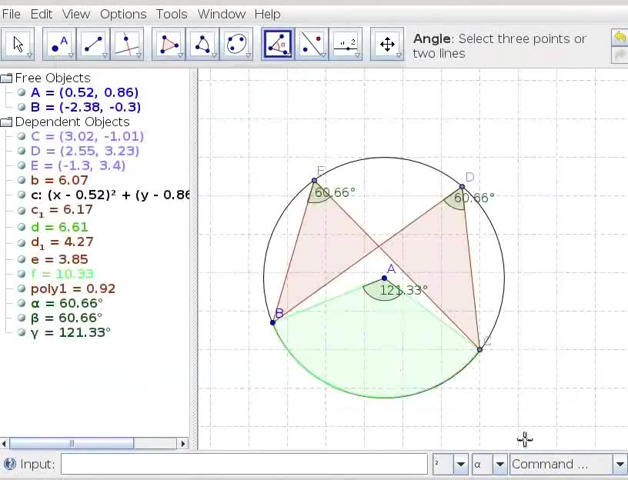 File Edit View Options Tools Window Help
Angle: Select three points or
two lines
Free Objects
A = (0.52, 0.86)
B = (-2.38, -0.3)
Dependent Objects
C = (3.02, -1.01)
D = (2.55, 3.23)
E = (-1.3, 3.4)
b = 6.07
c: (x - 0.52)² + (y - 0.86
c₁ = 6.17
d = 6.61
d₁ = 4.27
e = 3.85
f = 10.33
poly1 = 0.92
α = 60.66°
β = 60.66°
γ = 121.33°
E
D
60.66°
60.66°
A
121.33°
B
C
Input:
²
α
Command ...